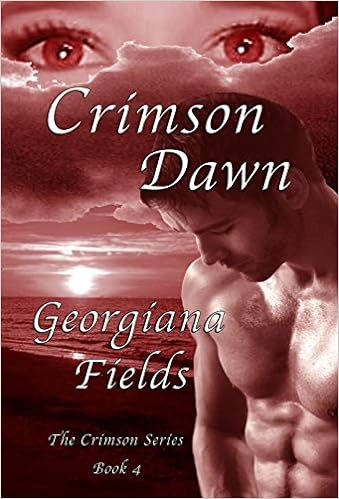 Crimson
Dawn
Georgiana
Fields
The Crimson Series
Book 4